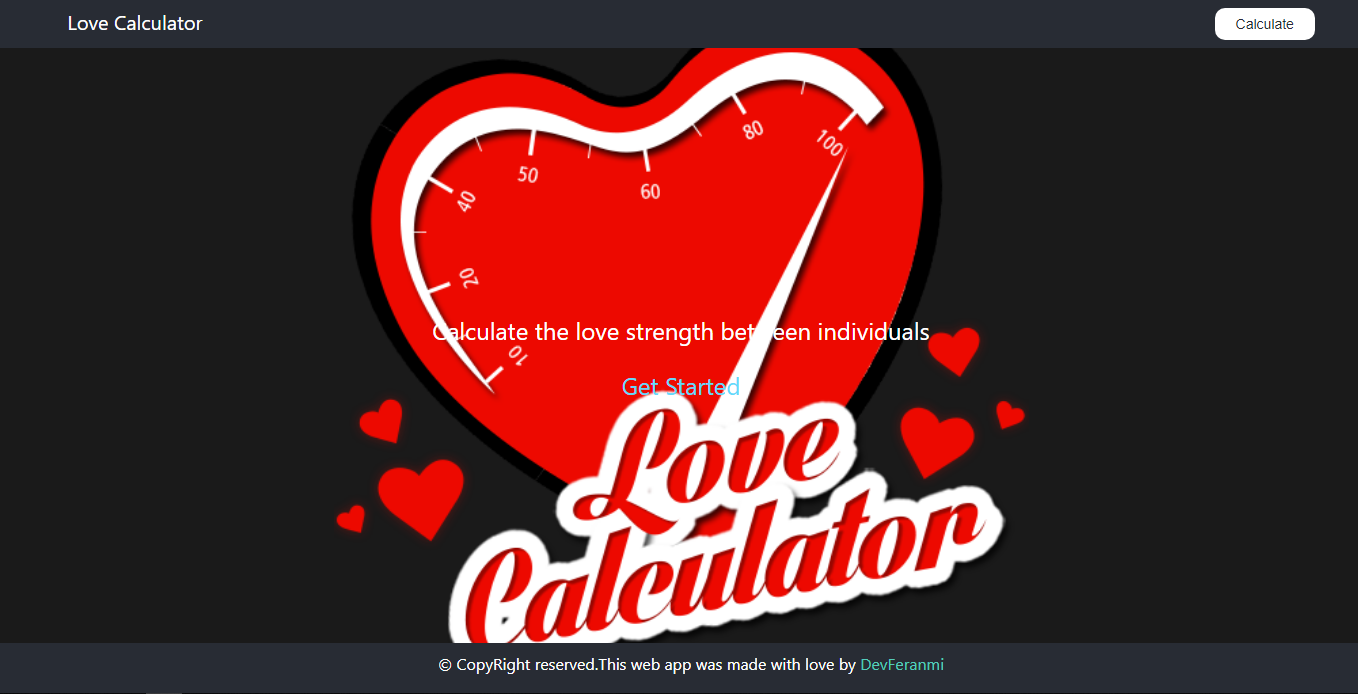 Love Calculator
Calculate
50
60
80
100
40
20
10
Calculate the love strength between individuals
Get Started
Love
Calculator
© CopyRight reserved.This web app was made with love by DevFeranmi